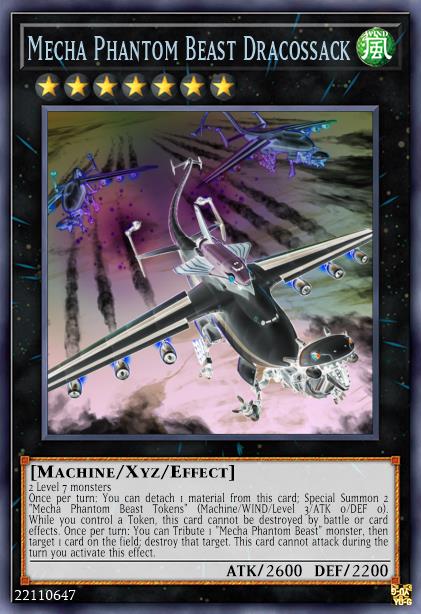 MECHA PHANTOM BEAST DRACOSSACK
WIND
風
[MACHINE/XYZ/EFFECT]
2 Level 7 monsters
Once per turn: You can detach 1 material from this card; Special Summon 2
"Mecha Phantom Beast Tokens" (Machine/WIND/Level 3/ATK 0/DEF 0).
While you control a Token, this card cannot be destroyed by battle or card
effects. Once per turn: You can Tribute 1 "Mecha Phantom Beast" monster, then
target 1 card on the field; destroy that target. This card cannot attack during the
turn you activate this effect.
ATK/2600 DEF/2200
22110647